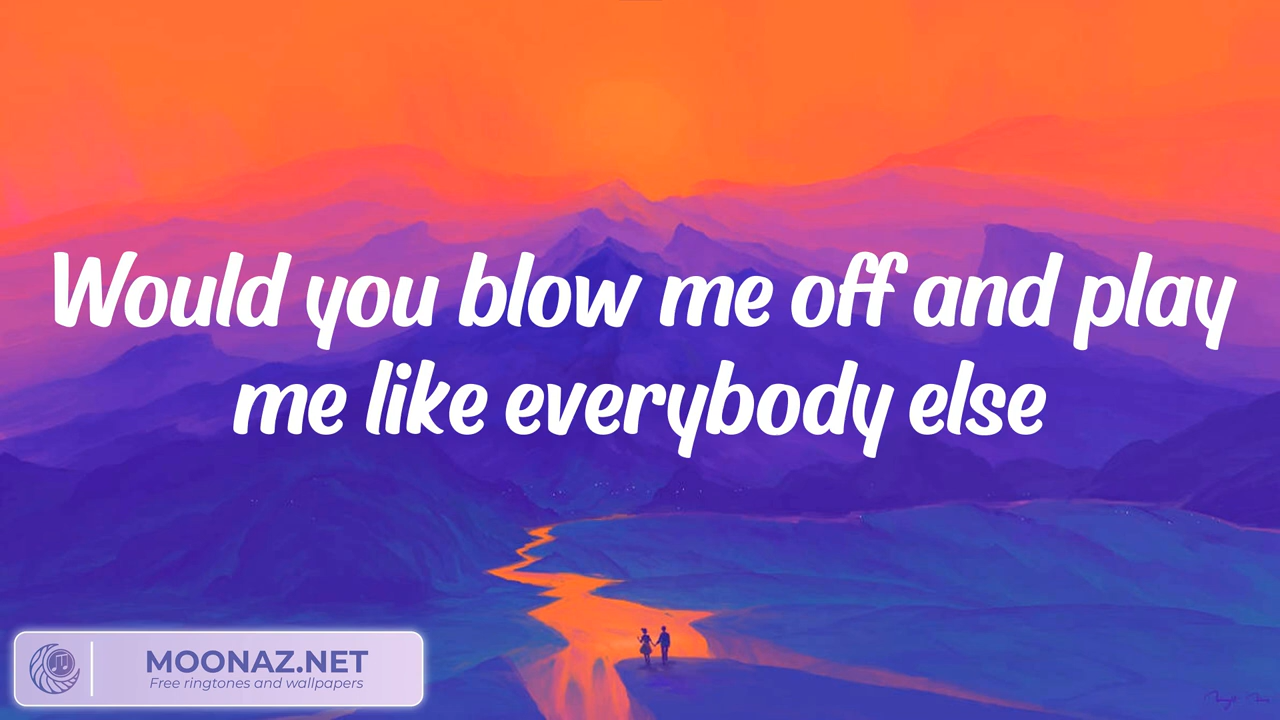 Would you blow me off and play
me like everybody else
MOONAZ.NET
Free ringtones and wallpapers